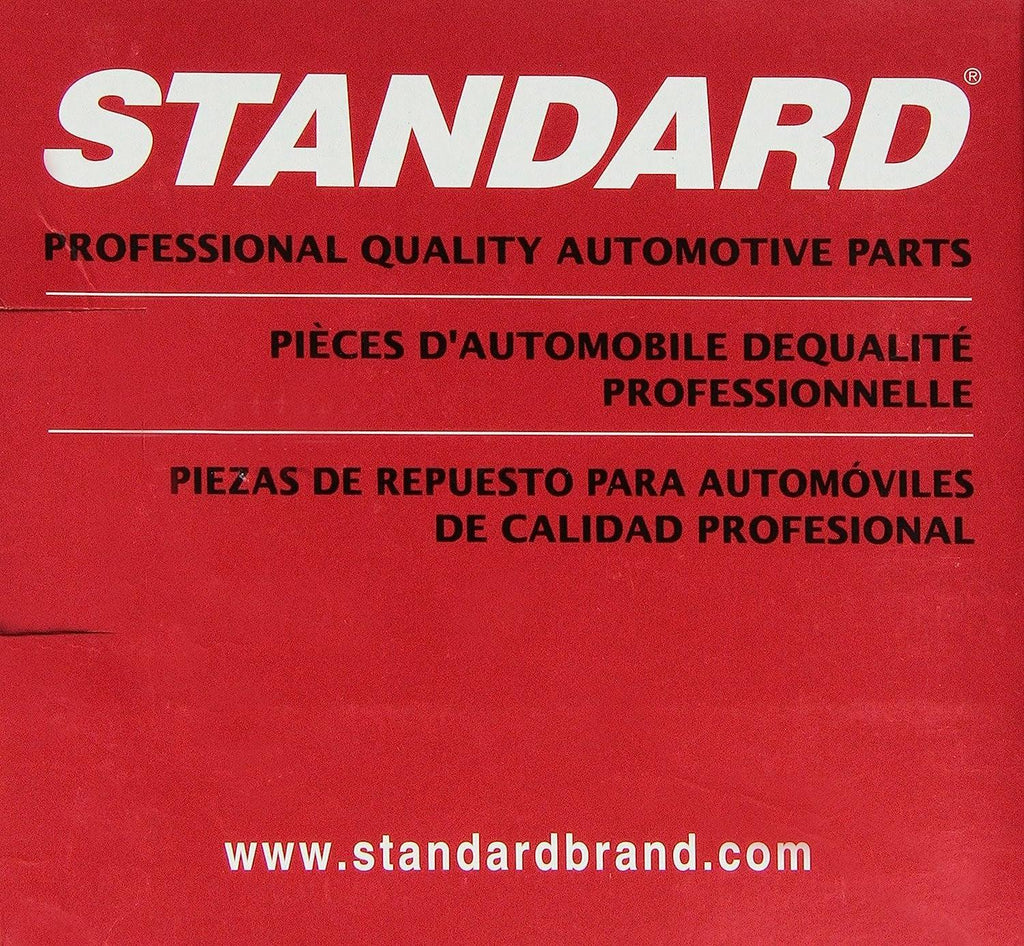 STANDARD®
PROFESSIONAL QUALITY AUTOMOTIVE PARTS
PIÈCES D'AUTOMOBILE DEQUALITÉ
PROFESSIONNELLE
PIEZAS DE REPUESTO PARA AUTOMÓVILES
DE CALIDAD PROFESIONAL
www.standardbrand.com